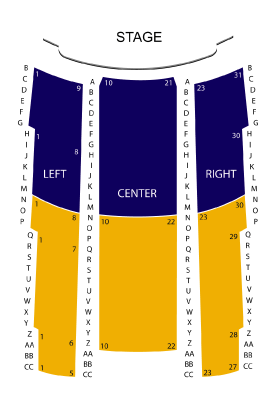 STAGE
B
C
D
E
F
G
H
I
J
K
L
M
N
O
P
Q
R
S
T
U
V
W
X
Y
Z
AA
BB
CC
1
9
1
8
LEFT
1
8
1
7
1
6
1
5
A
B
C
D
E
F
G
H
I
J
K
L
M
N
O
P
Q
R
S
T
U
V
W
X
Y
Z
AA
BB
CC
10 21
CENTER
10 22
10 22
A
B
C
D
E
F
G
H
I
J
K
L
M
N
O
P
Q
R
S
T
U
V
W
X
Y
Z
AA
BB
CC
31
23
30
RIGHT
30
23
29
28
23 27
B
C
D
E
F
G
H
I
J
K
L
M
N
O
P
Q
R
S
T
U
V
W
X
Y
Z
AA
BB
CC